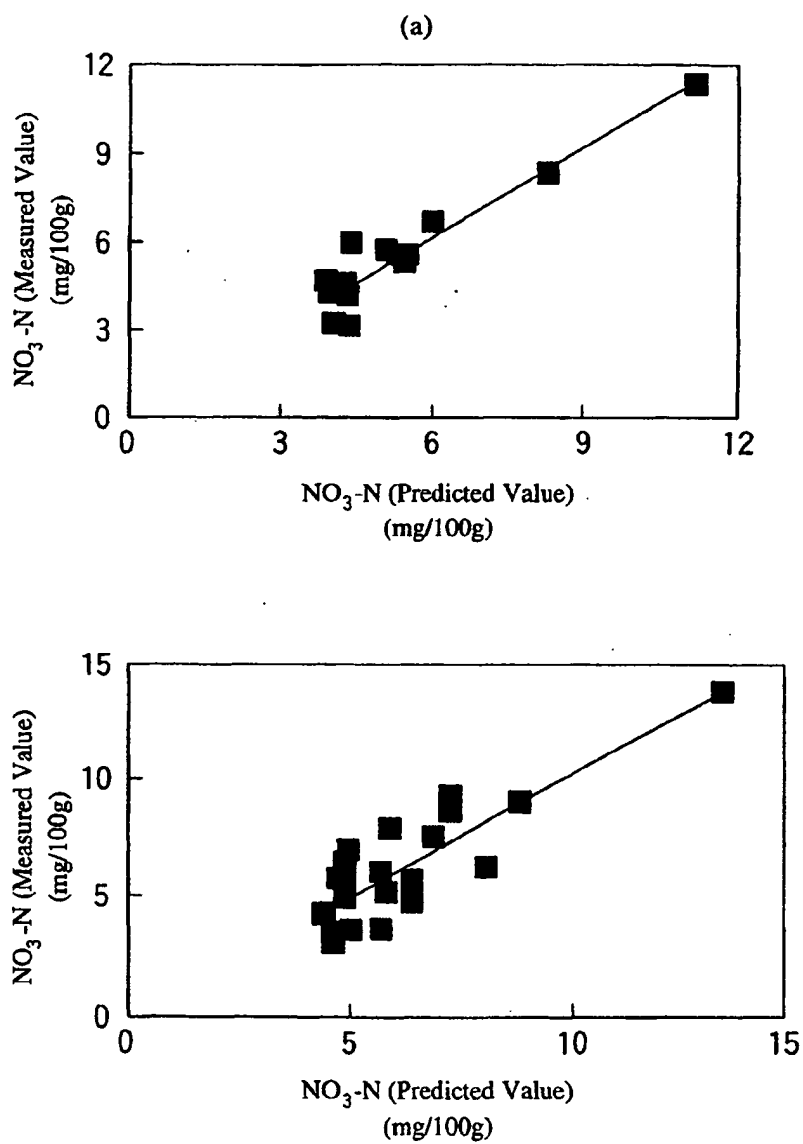 (a)
12
9
6
3
0
NO₃-N (Measured Value)
(mg/100g)
0 3 6 9 12
NO₃-N (Predicted Value)
(mg/100g)
15
10
5
0
NO₃-N (Measured Value)
(mg/100g)
0 5 10 15
NO₃-N (Predicted Value)
(mg/100g)